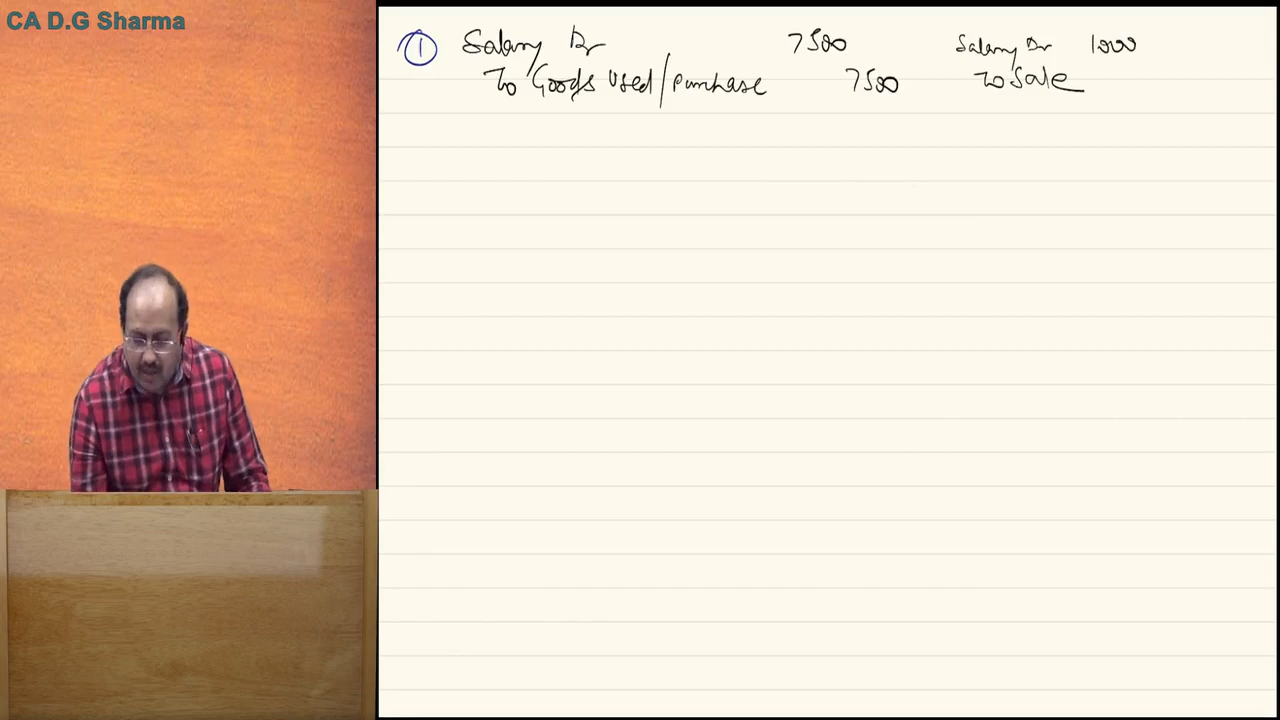 CA D.G Sharma
① Salary Dr 7500 Salary Dr 1000
To Goods Used/Purchase 7500 To Sale